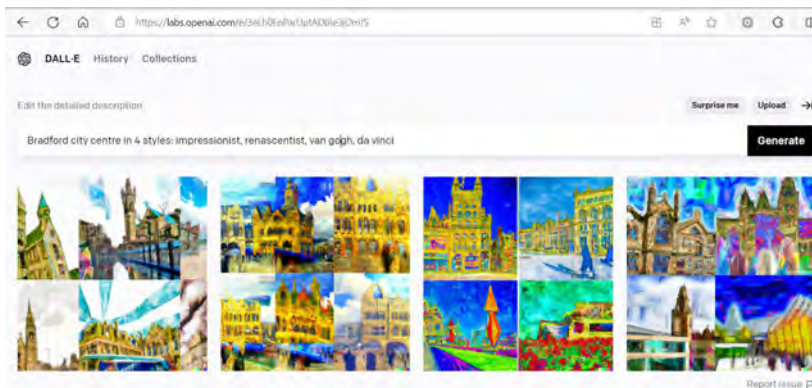 https://labs.openai.com/e/
DALL·E History Collections
Edit the detailed description
Surprise me Upload
Bradford city centre in 4 styles: impressionist, renascentist, van gogh, da vinci
Generate
Report issue